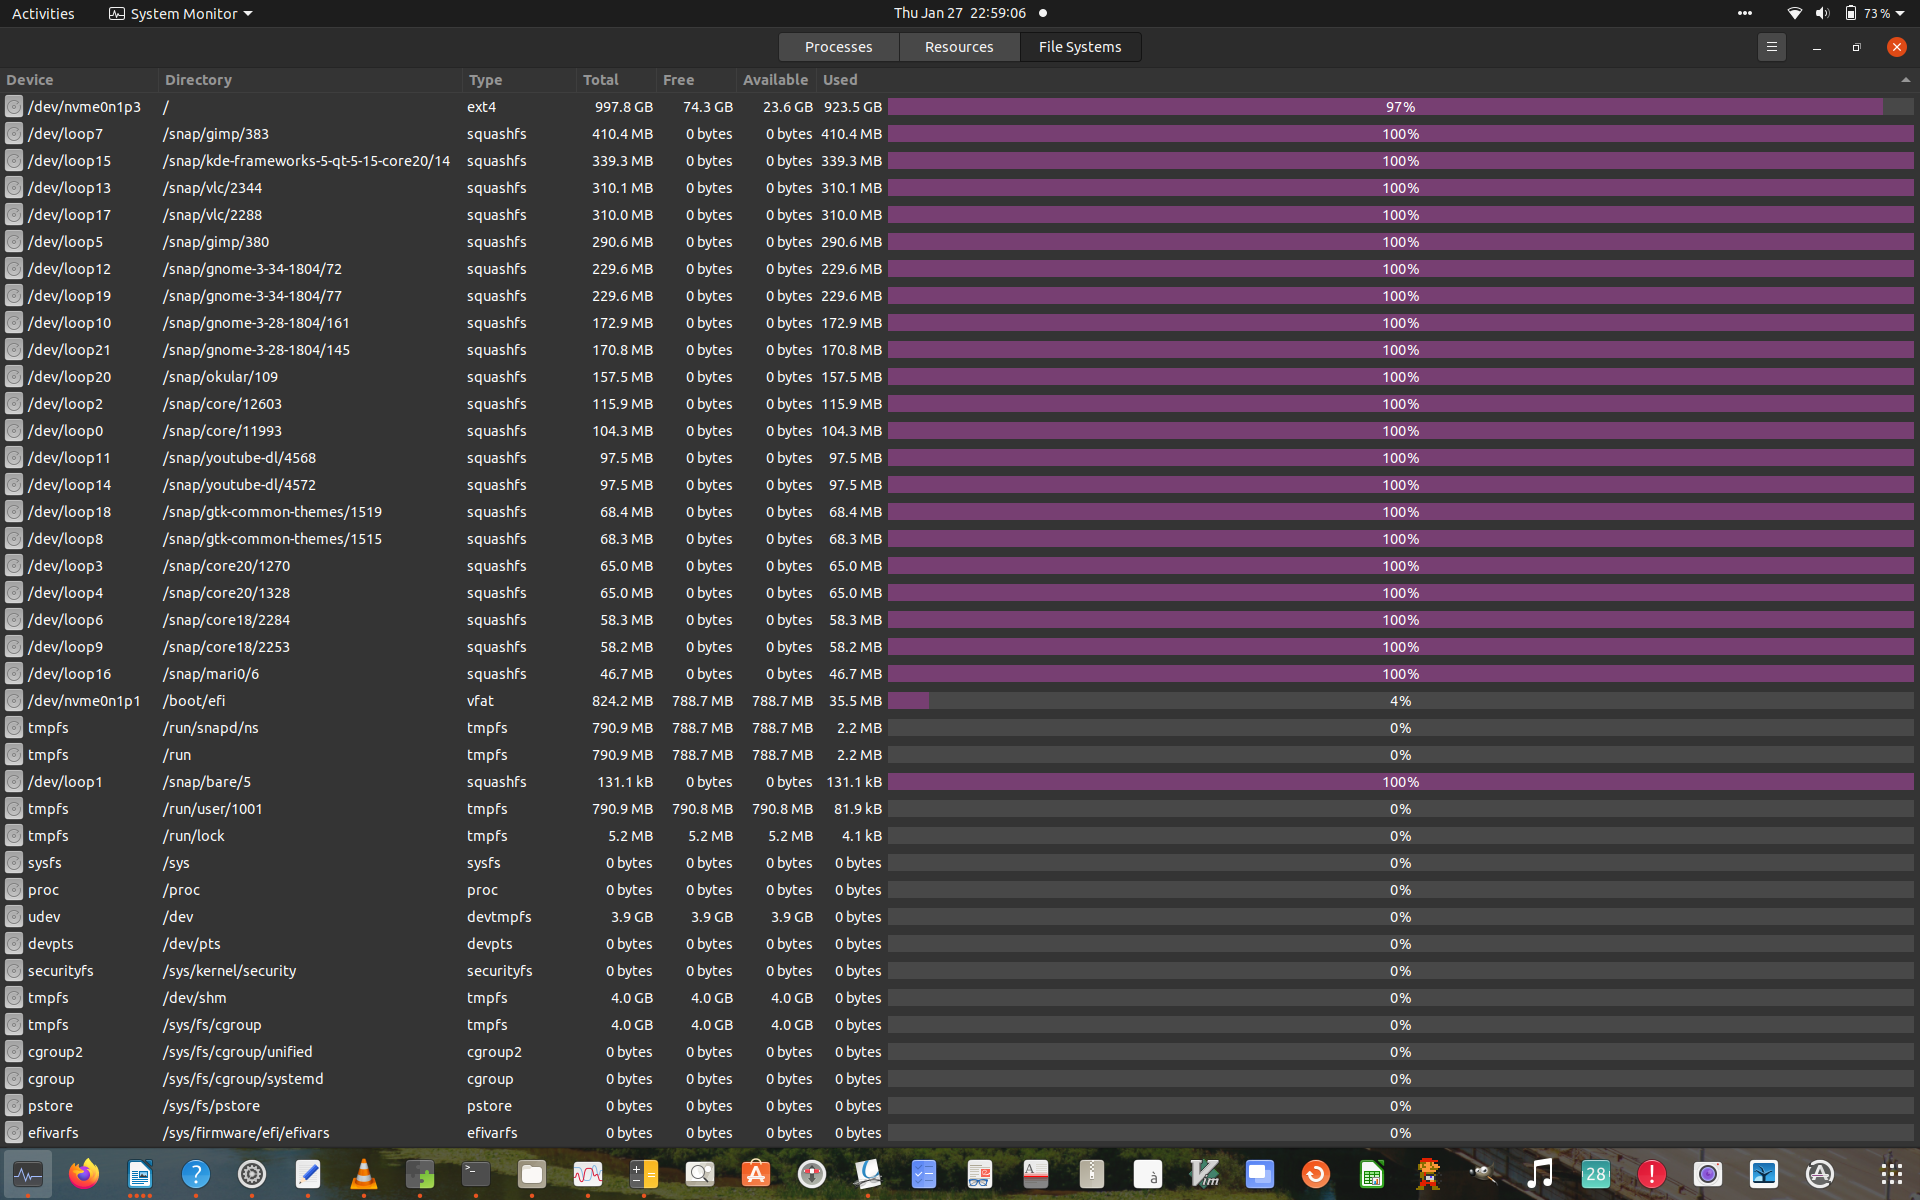 Activities System Monitor Thu Jan 27 22:59:06 73 %
Processes Resources File Systems
Device Directory Type Total Free Available Used
/dev/nvme0n1p3 / ext4 997.8 GB 74.3 GB 23.6 GB 923.5 GB 97%
/dev/loop7 /snap/gimp/383 squashfs 410.4 MB 0 bytes 0 bytes 410.4 MB 100%
/dev/loop15 /snap/kde-frameworks-5-qt-5-15-core20/14 squashfs 339.3 MB 0 bytes 0 bytes 339.3 MB 100%
/dev/loop13 /snap/vlc/2344 squashfs 310.1 MB 0 bytes 0 bytes 310.1 MB 100%
/dev/loop17 /snap/vlc/2288 squashfs 310.0 MB 0 bytes 0 bytes 310.0 MB 100%
/dev/loop5 /snap/gimp/380 squashfs 290.6 MB 0 bytes 0 bytes 290.6 MB 100%
/dev/loop12 /snap/gnome-3-34-1804/72 squashfs 229.6 MB 0 bytes 0 bytes 229.6 MB 100%
/dev/loop19 /snap/gnome-3-34-1804/77 squashfs 229.6 MB 0 bytes 0 bytes 229.6 MB 100%
/dev/loop10 /snap/gnome-3-28-1804/161 squashfs 172.9 MB 0 bytes 0 bytes 172.9 MB 100%
/dev/loop21 /snap/gnome-3-28-1804/145 squashfs 170.8 MB 0 bytes 0 bytes 170.8 MB 100%
/dev/loop20 /snap/okular/109 squashfs 157.5 MB 0 bytes 0 bytes 157.5 MB 100%
/dev/loop2 /snap/core/12603 squashfs 115.9 MB 0 bytes 0 bytes 115.9 MB 100%
/dev/loop0 /snap/core/11993 squashfs 104.3 MB 0 bytes 0 bytes 104.3 MB 100%
/dev/loop11 /snap/youtube-dl/4568 squashfs 97.5 MB 0 bytes 0 bytes 97.5 MB 100%
/dev/loop14 /snap/youtube-dl/4572 squashfs 97.5 MB 0 bytes 0 bytes 97.5 MB 100%
/dev/loop18 /snap/gtk-common-themes/1519 squashfs 68.4 MB 0 bytes 0 bytes 68.4 MB 100%
/dev/loop8 /snap/gtk-common-themes/1515 squashfs 68.3 MB 0 bytes 0 bytes 68.3 MB 100%
/dev/loop3 /snap/core20/1270 squashfs 65.0 MB 0 bytes 0 bytes 65.0 MB 100%
/dev/loop4 /snap/core20/1328 squashfs 65.0 MB 0 bytes 0 bytes 65.0 MB 100%
/dev/loop6 /snap/core18/2284 squashfs 58.3 MB 0 bytes 0 bytes 58.3 MB 100%
/dev/loop9 /snap/core18/2253 squashfs 58.2 MB 0 bytes 0 bytes 58.2 MB 100%
/dev/loop16 /snap/mari0/6 squashfs 46.7 MB 0 bytes 0 bytes 46.7 MB 100%
/dev/nvme0n1p1 /boot/efi vfat 824.2 MB 788.7 MB 788.7 MB 35.5 MB 4%
tmpfs /run/snapd/ns tmpfs 790.9 MB 788.7 MB 788.7 MB 2.2 MB 0%
tmpfs /run tmpfs 790.9 MB 788.7 MB 788.7 MB 2.2 MB 0%
/dev/loop1 /snap/bare/5 squashfs 131.1 kB 0 bytes 0 bytes 131.1 kB 100%
tmpfs /run/user/1001 tmpfs 790.9 MB 790.8 MB 790.8 MB 81.9 kB 0%
tmpfs /run/lock tmpfs 5.2 MB 5.2 MB 5.2 MB 4.1 kB 0%
sysfs /sys sysfs 0 bytes 0 bytes 0 bytes 0 bytes 0%
proc /proc proc 0 bytes 0 bytes 0 bytes 0 bytes 0%
udev /dev devtmpfs 3.9 GB 3.9 GB 3.9 GB 0 bytes 0%
devpts /dev/pts devpts 0 bytes 0 bytes 0 bytes 0 bytes 0%
securityfs /sys/kernel/security securityfs 0 bytes 0 bytes 0 bytes 0 bytes 0%
tmpfs /dev/shm tmpfs 4.0 GB 4.0 GB 4.0 GB 0 bytes 0%
tmpfs /sys/fs/cgroup tmpfs 4.0 GB 4.0 GB 4.0 GB 0 bytes 0%
cgroup2 /sys/fs/cgroup/unified cgroup2 0 bytes 0 bytes 0 bytes 0 bytes 0%
cgroup /sys/fs/cgroup/systemd cgroup 0 bytes 0 bytes 0 bytes 0 bytes 0%
pstore /sys/fs/pstore pstore 0 bytes 0 bytes 0 bytes 0 bytes 0%
efivarfs /sys/firmware/efi/efivars efivarfs 0 bytes 0 bytes 0 bytes 0 bytes 0%
? >_ A à Vim 28 !